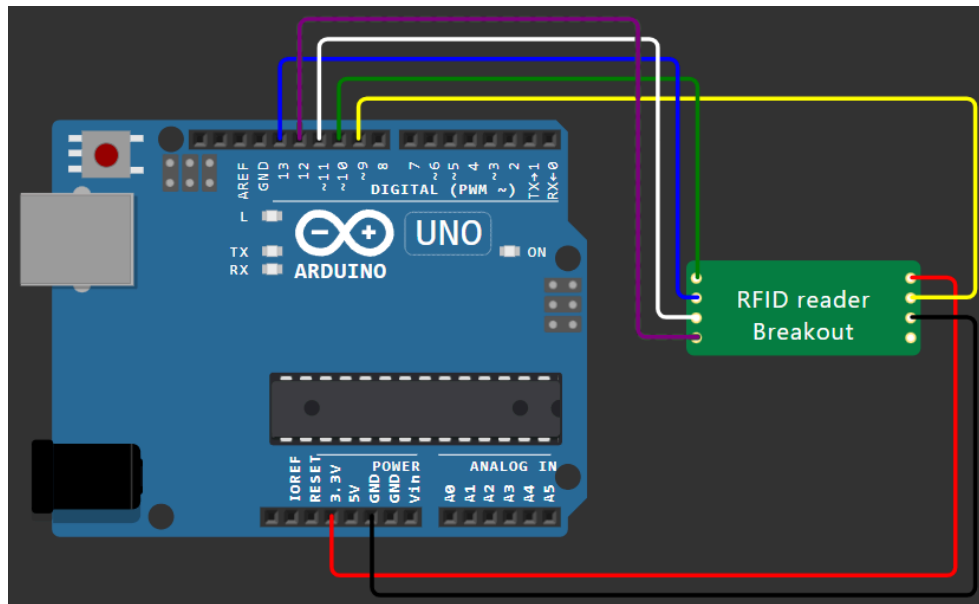 AREF
GND
13
12
~11
~10
~9
8
7
~6
~5
4
~3
2
TX→1
RX←0
DIGITAL (PWM ~)
L
TX
RX
UNO
ARDUINO
ON
RFID reader
Breakout
IOREF
RESET
3.3V
5V
GND
GND
Vin
POWER
ANALOG IN
A0
A1
A2
A3
A4
A5